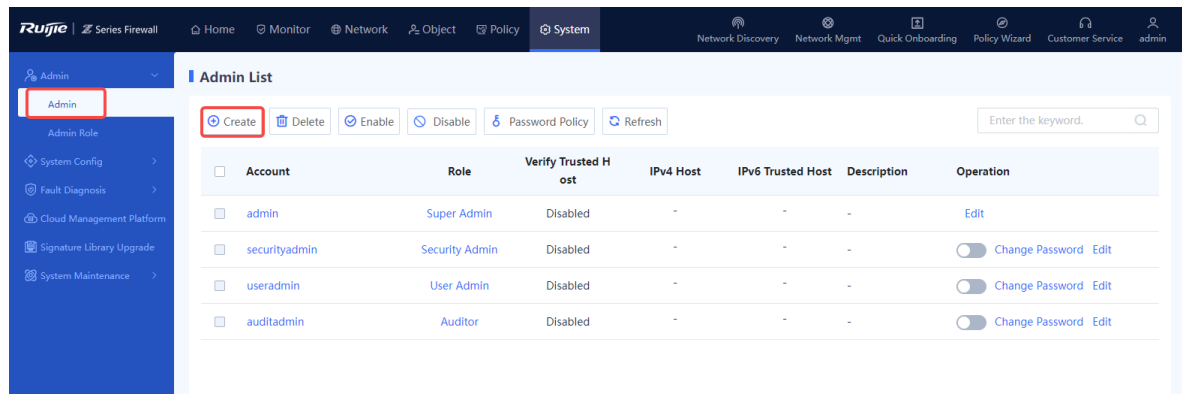 Ruijie | Z Series Firewall Home Monitor Network Object Policy System Network Discovery Network Mgmt Quick Onboarding Policy Wizard Customer Service admin
Admin
Admin
Admin Role
System Config
Fault Diagnosis
Cloud Management Platform
Signature Library Upgrade
System Maintenance
Admin List
Create Delete Enable Disable Password Policy Refresh Enter the keyword.
Account Role Verify Trusted H IPv4 Host IPv6 Trusted Host Description Operation
ost
admin Super Admin Disabled - - - Edit
securityadmin Security Admin Disabled - - - Change Password Edit
useradmin User Admin Disabled - - - Change Password Edit
auditadmin Auditor Disabled - - - Change Password Edit